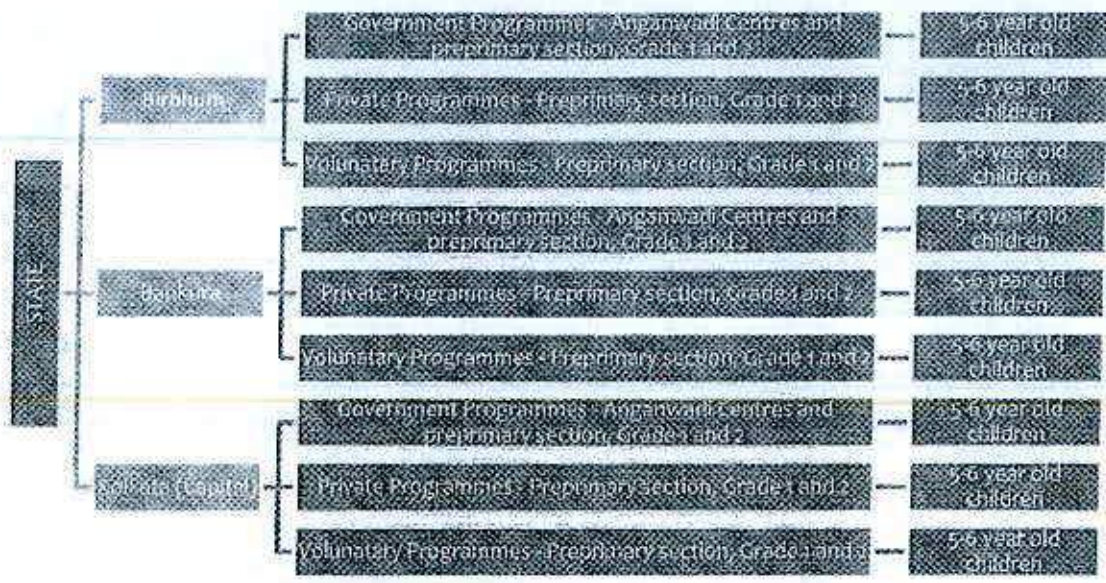 STATE
Birbhum
Government Programmes - Anganwadi Centres and
preprimary section, Grade 1 and 2
5-6 year old
children
Private Programmes - Preprimary section, Grade 1 and 2
5-6 year old
children
Volunatary Programmes - Preprimary section, Grade 1 and 2
5-6 year old
children
Bankura
Government Programmes - Anganwadi Centres and
preprimary section, Grade 1 and 2
5-6 year old
children
Private Programmes - Preprimary section, Grade 1 and 2
5-6 year old
children
Volunatary Programmes - Preprimary section, Grade 1 and 2
5-6 year old
children
Kolkata (Capitol)
Government Programmes - Anganwadi Centres and
preprimary section, Grade 1 and 2
5-6 year old
children
Private Programmes - Preprimary section, Grade 1 and 2
5-6 year old
children
Volunatary Programmes - Preprimary section, Grade 1 and 2
5-6 year old
children